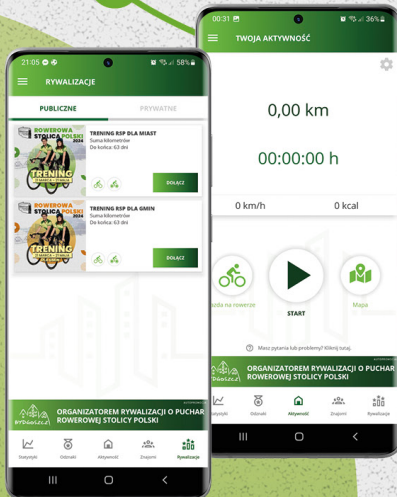 21:05
58%
RYWALIZACJE
PUBLICZNE
PRYWATNE
ROWEROWA
STOLICA POLSKI
2024
TRENING
TRENING RSP DLA MIAST
Suma kilometrów
Do końca: 63 dni
DOŁĄCZ
ROWEROWA
STOLICA POLSKI
2024
TRENING
TRENING RSP DLA GMIN
Suma kilometrów
Do końca: 63 dni
DOŁĄCZ
BYDGOSZCZ
ORGANIZATOREM RYWALIZACJI O PUCHAR
ROWEROWEJ STOLICY POLSKI
Statystyki
Odznaki
Aktywność
Znajomi
Rywalizacje
00:31
36%
TWOJA AKTYWNOŚĆ
0,00 km
00:00:00 h
0 km/h
0 kcal
azda na rowerze
START
Mapa
Masz pytania lub problemy? Kliknij tutaj.
DGOSZCZ
ORGANIZATOREM RYWALIZACJI O PUCHAR
ROWEROWEJ STOLICY POLSKI
Odznaki
Aktywność
Znajomi
Rywalizacje